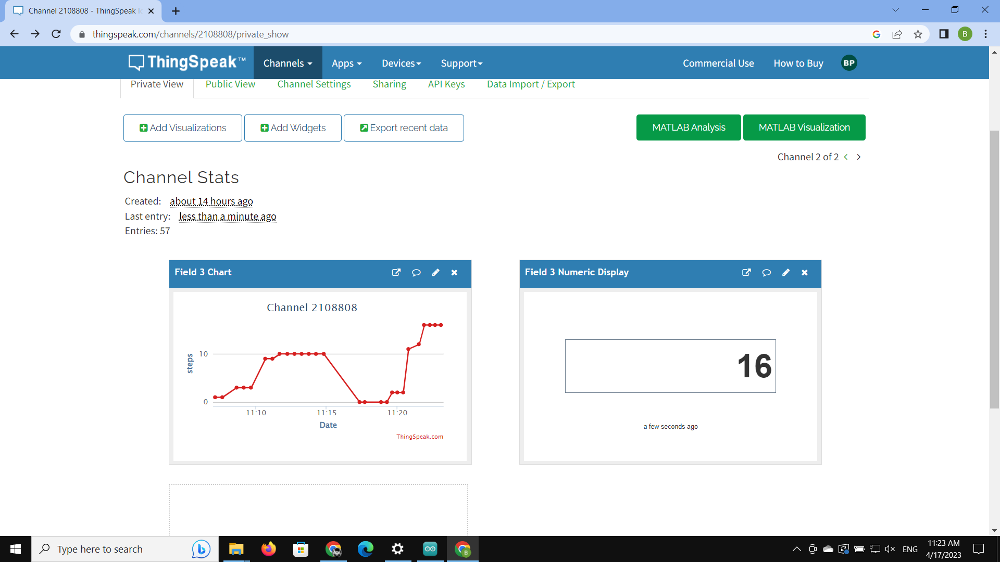 Channel 2108808 - ThingSpeak Io
thingspeak.com/channels/2108808/private_show
B
ThingSpeak™
Channels
Apps
Devices
Support
Commercial Use
How to Buy
BP
Private View
Public View
Channel Settings
Sharing
API Keys
Data Import / Export
Add Visualizations
Add Widgets
Export recent data
MATLAB Analysis
MATLAB Visualization
Channel 2 of 2
Channel Stats
Created: about 14 hours ago
Last entry: less than a minute ago
Entries: 57
Field 3 Chart
Field 3 Numeric Display
Channel 2108808
steps
10
0
11:10
11:15
11:20
Date
ThingSpeak.com
16
a few seconds ago
Type here to search
ENG
11:23 AM
4/17/2023